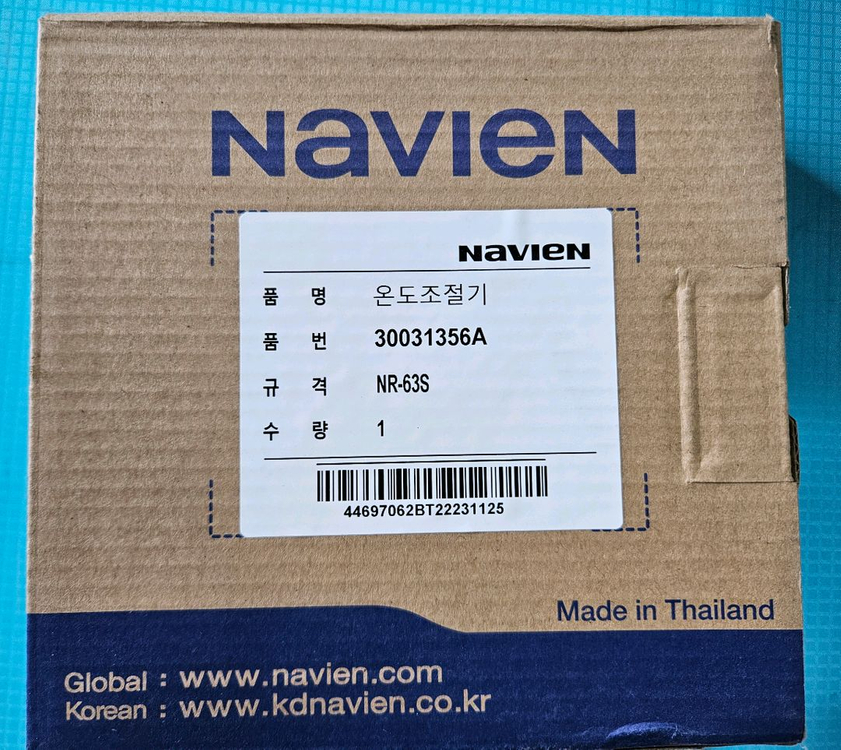 NAVIEN
NAVIEN
품 명 온도조절기
품 번 30031356A
규 격 NR-63S
수 량 1
44697062BT22231125
Made in Thailand
Global : www.navien.com
Korean : www.kdnavien.co.kr